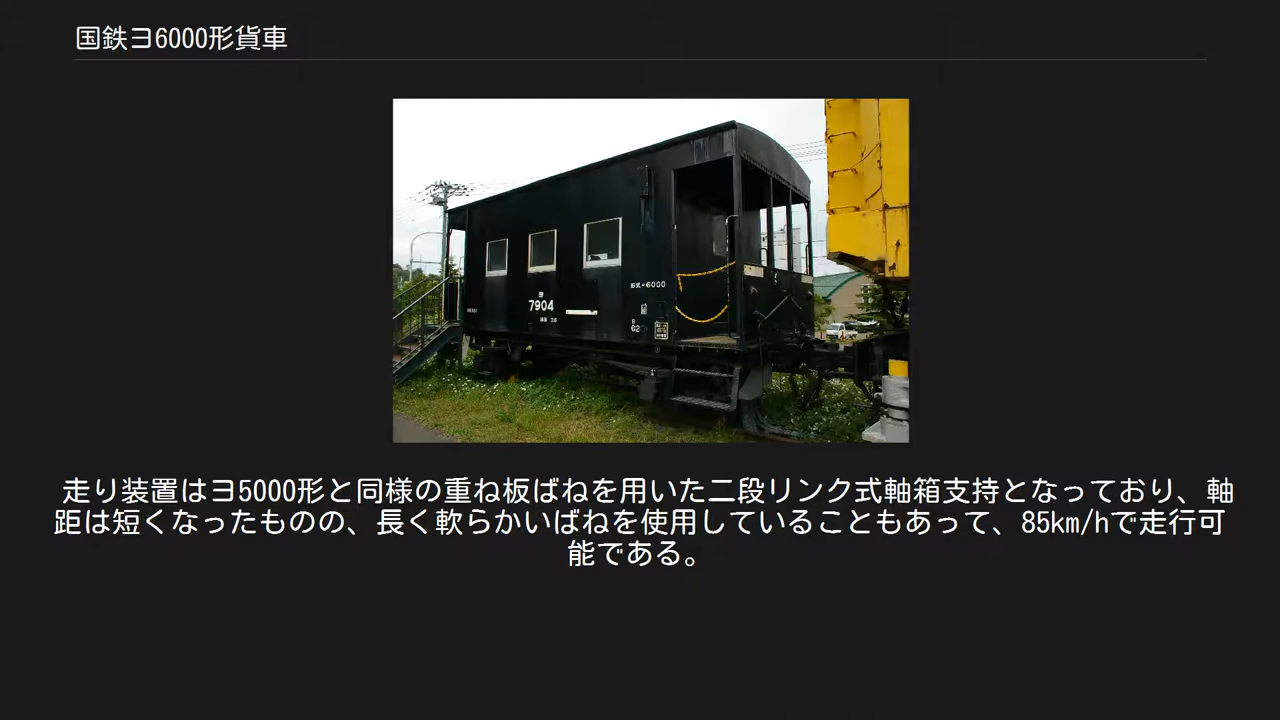 国鉄ヨ6000形貨車
ヨ
7904
形式ヨ6000
走り装置はヨ5000形と同様の重ね板ばねを用いた二段リンク式軸箱支持となっており、軸
距は短くなったものの、長く軟らかいばねを使用していることもあって、85km/hで走行可
能である。